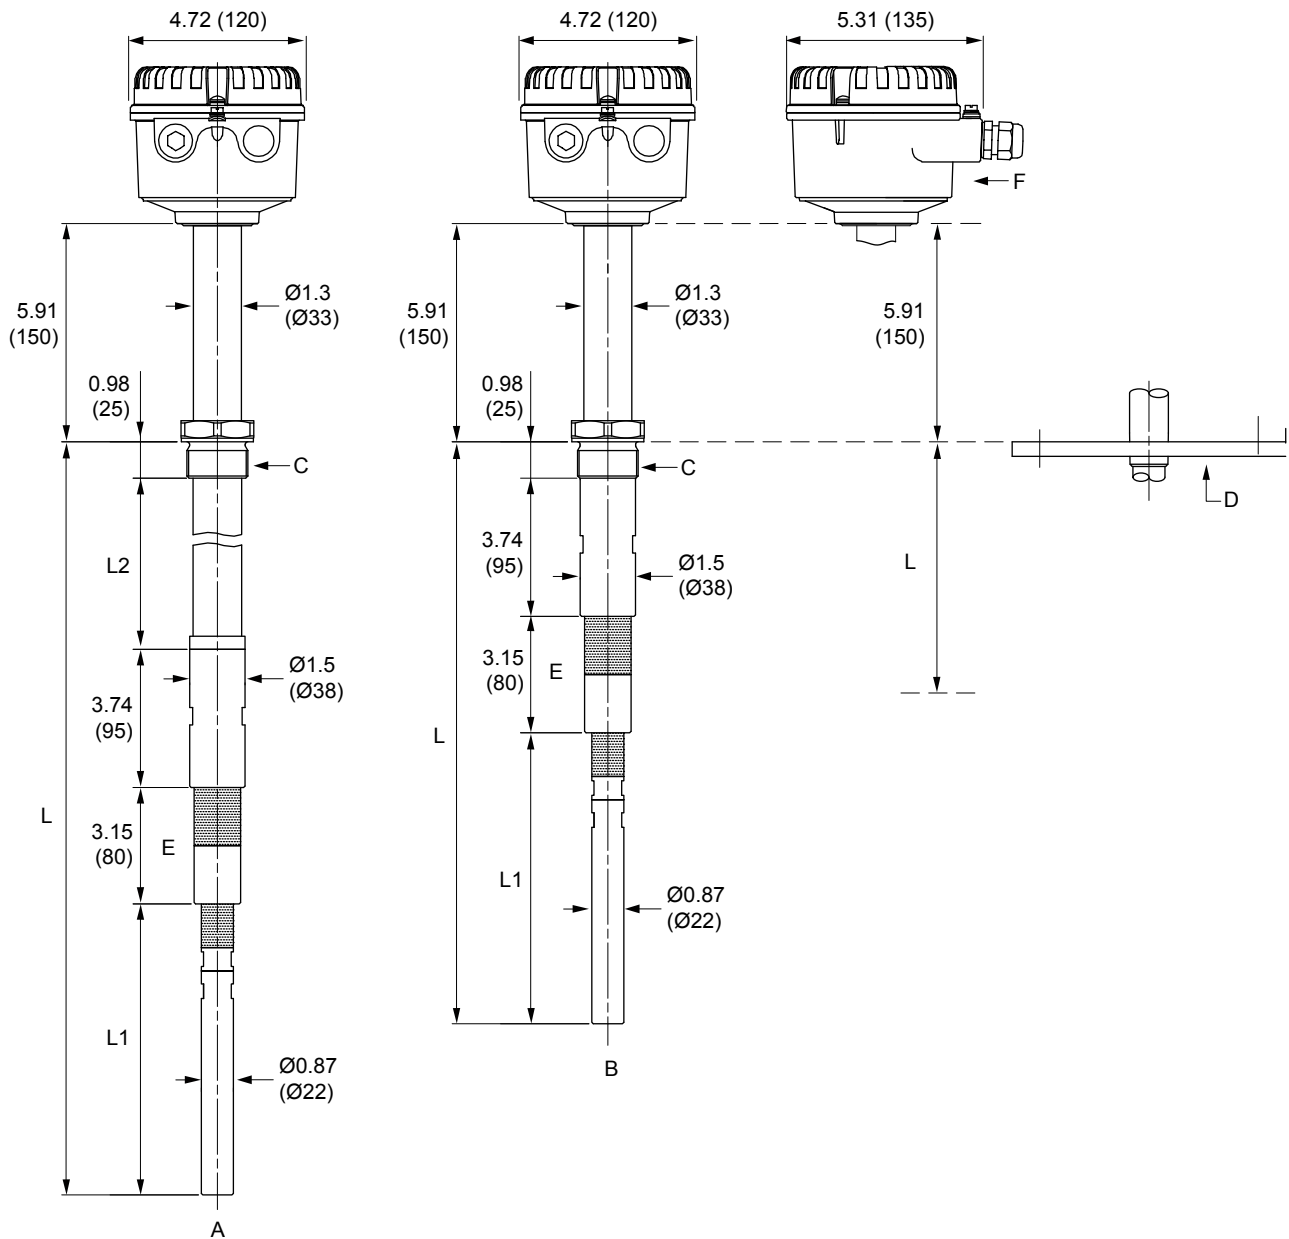 4.72 (120)
4.72 (120)
5.31 (135)
F
5.91
(150)
Ø1.3
(Ø33)
5.91
(150)
Ø1.3
(Ø33)
5.91
(150)
0.98
(25)
0.98
(25)
C
C
D
L2
3.74
(95)
Ø1.5
(Ø38)
L
Ø1.5
(Ø38)
3.15
(80)
E
3.74
(95)
L
L
3.15
(80)
E
L1
Ø0.87
(Ø22)
L1
Ø0.87
(Ø22)
B
A